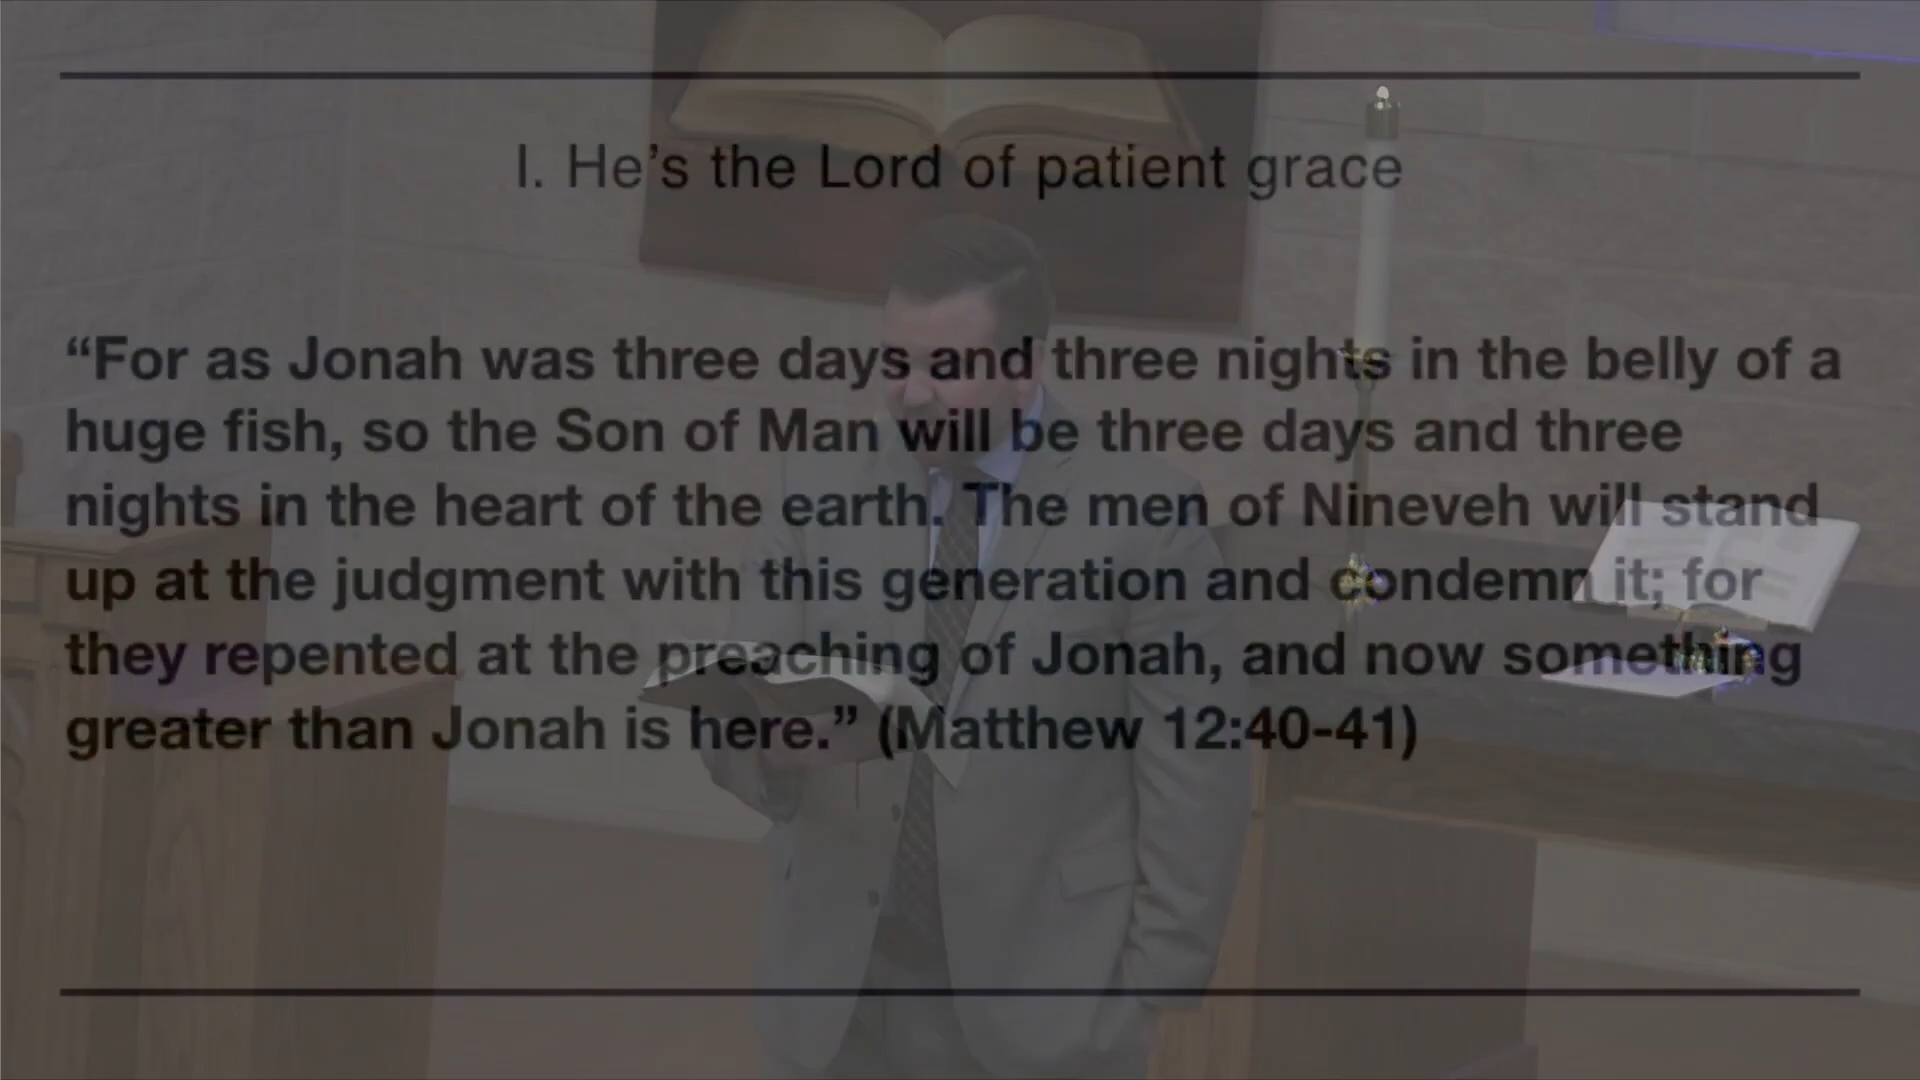 I. He’s the Lord of patient grace
“For as Jonah was three days and three nights in the belly of a
huge fish, so the Son of Man will be three days and three
nights in the heart of the earth. The men of Nineveh will stand
up at the judgment with this generation and condemn it; for
they repented at the preaching of Jonah, and now something
greater than Jonah is here.” (Matthew 12:40-41)